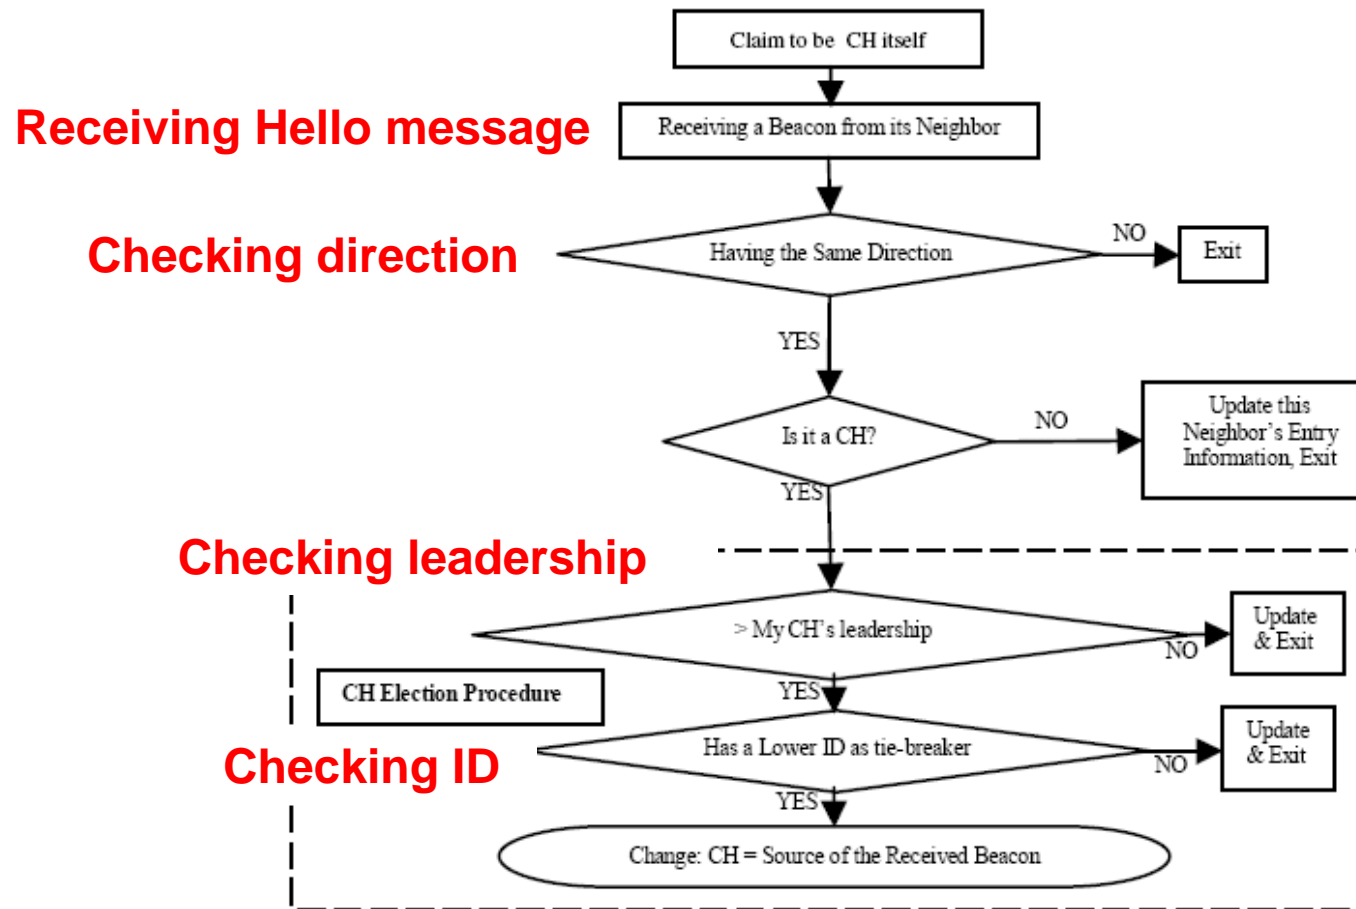 Claim to be CH itself
Receiving Hello message
Receiving a Beacon from its Neighbor
Checking direction
Having the Same Direction
NO
Exit
YES
Is it a CH?
NO
Update this
Neighbor's Entry
Information, Exit
YES
Checking leadership
> My CH's leadership
NO
Update
& Exit
YES
CH Election Procedure
Checking ID
Has a Lower ID as tie-breaker
NO
Update
& Exit
YES
Change: CH = Source of the Received Beacon